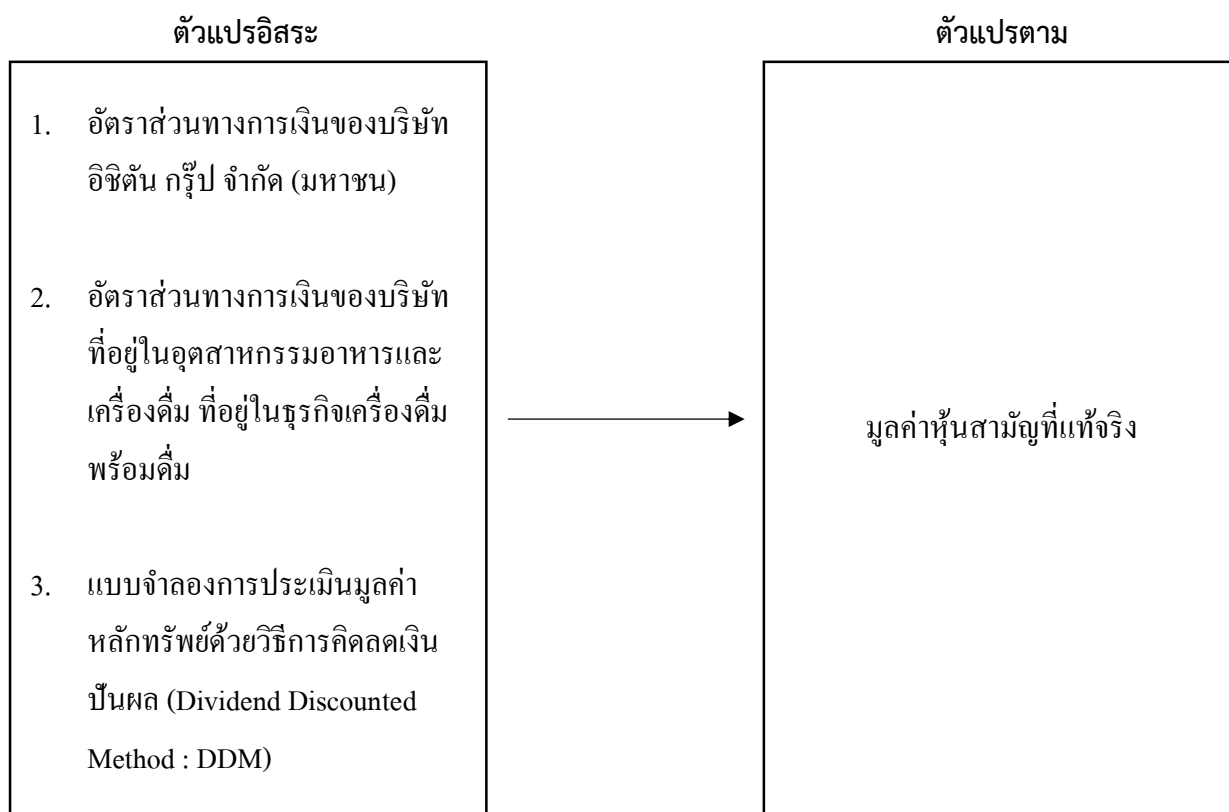 ตัวแปรอิสระ
ตัวแปรตาม
1. อัตราส่วนทางการเงินของบริษัท
อิชิตัน กรุ๊ป จำกัด (มหาชน)
2. อัตราส่วนทางการเงินของบริษัท
ที่อยู่ในอุตสาหกรรมอาหารและ
เครื่องดื่ม ที่อยู่ในธุรกิจเครื่องดื่ม
พร้อมดื่ม
3. แบบจำลองการประเมินมูลค่า
หลักทรัพย์ด้วยวิธีการคิดลดเงิน
ปันผล (Dividend Discounted
Method : DDM)
มูลค่าหุ้นสามัญที่แท้จริง